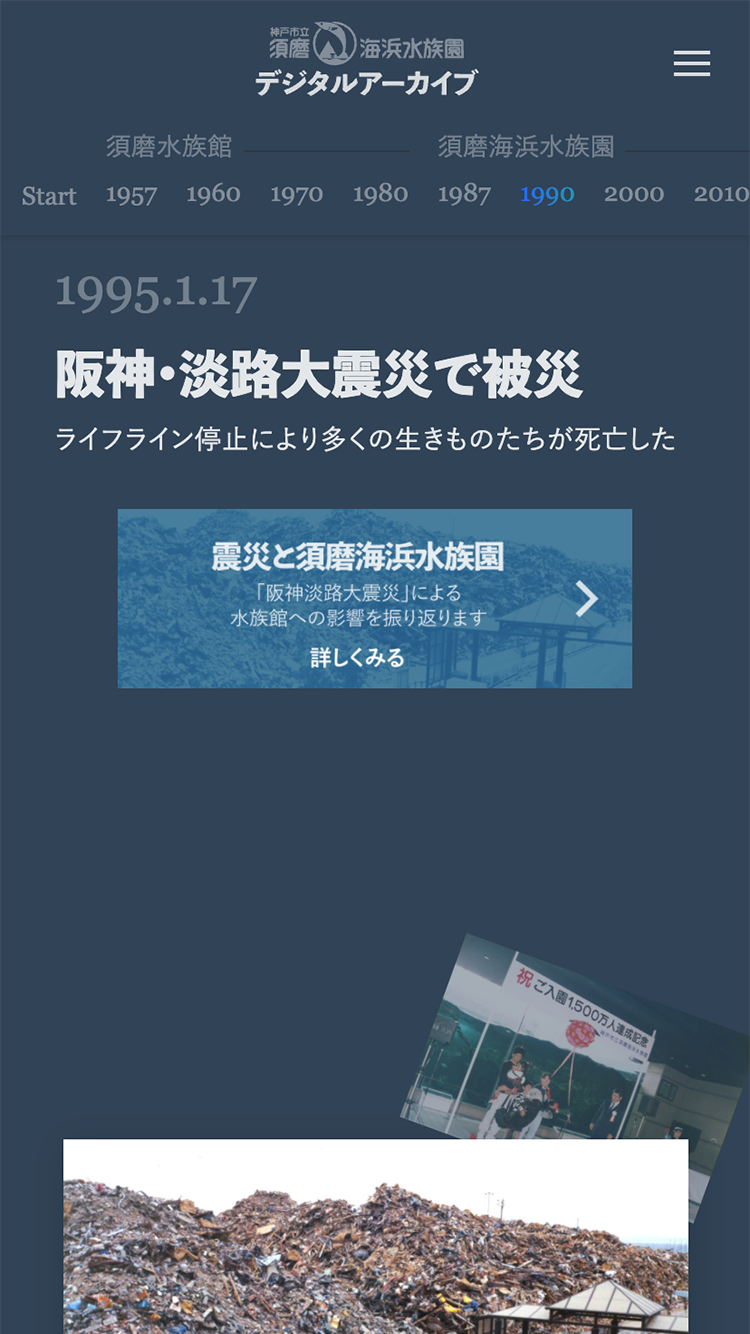 神戸市立
須磨 海浜水族園
デジタルアーカイブ
須磨水族館 須磨海浜水族園
Start 1957 1960 1970 1980 1987 1990 2000 2010
1995.1.17
阪神・淡路大震災で被災
ライフライン停止により多くの生きものたちが死亡した
震災と須磨海浜水族園
「阪神淡路大震災」による
水族館への影響を振り返ります
詳しくみる
祝 ご入園1,500万人達成記念